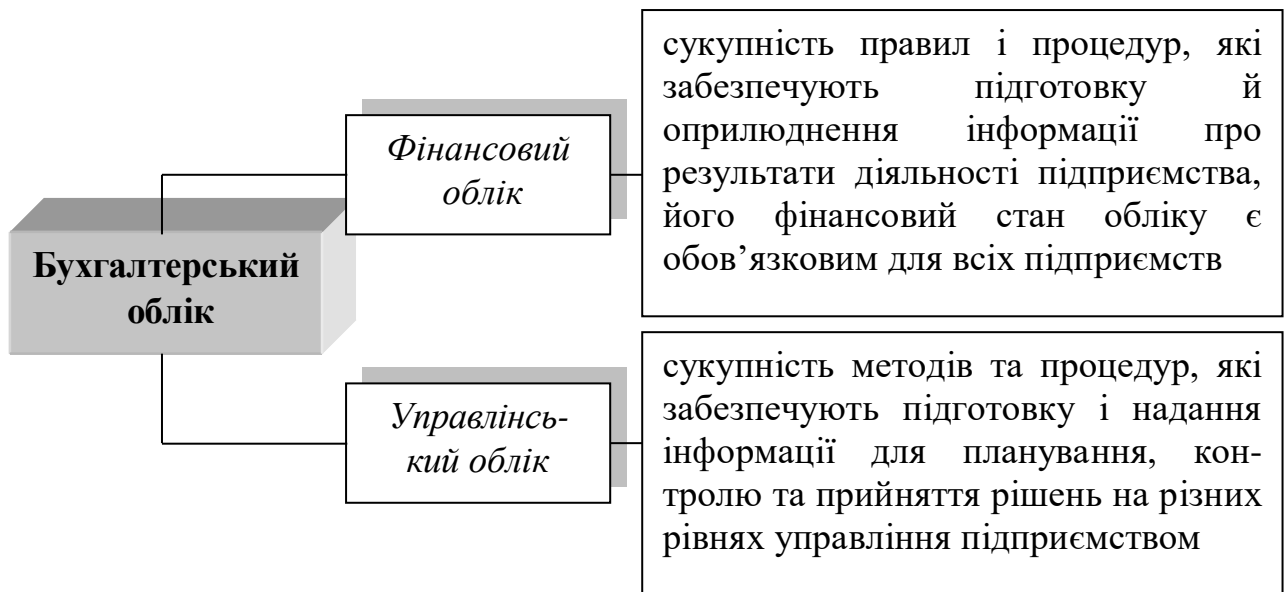 Бухгалтерський
облік
Фінансовий
облік
сукупність правил і процедур, які
забезпечують підготовку й
оприлюднення інформації про
результати діяльності підприємства,
його фінансовий стан обліку є
обов’язковим для всіх підприємств
Управлінсь-
кий облік
сукупність методів та процедур, які
забезпечують підготовку і надання
інформації для планування, кон-
тролю та прийняття рішень на різних
рівнях управління підприємством